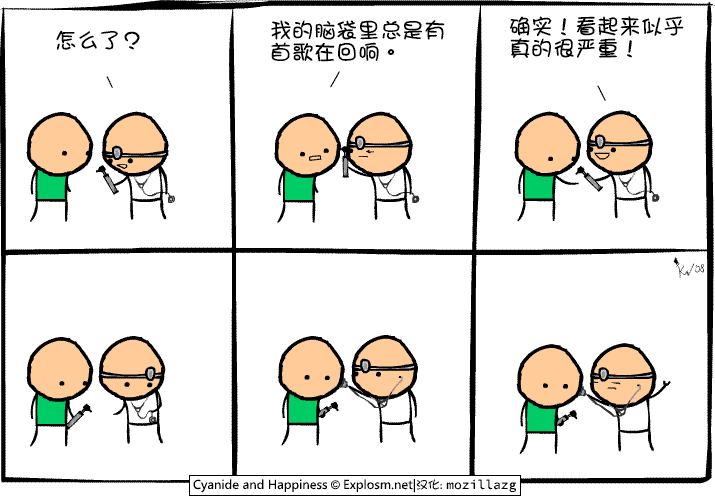 怎么了？
我的脑袋里总是有
首歌在回响。
确实！看起来似乎
真的很严重！
KW/08
Cyanide and Happiness © Explosm.net|汉化: mozillazg